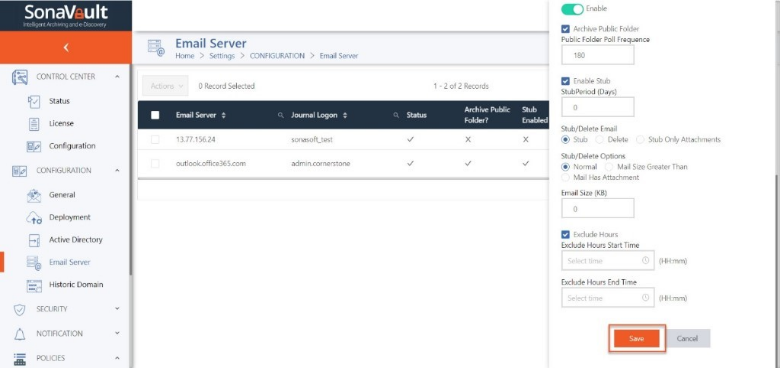 SonaVault
Intelligent Archiving and e-Discovery
CONTROL CENTER
Status
License
Configuration
CONFIGURATION
General
Deployment
Active Directory
Email Server
Historic Domain
SECURITY
NOTIFICATION
POLICIES
Email Server
Home > Settings > CONFIGURATION > Email Server
Actions 0 Record Selected 1 - 2 of 2 Records
Email Server Journal Logon Status Archive Public Folder? Stub Enabled
13.77.156.24 sonasoft_test
outlook.office365.com admin.cornerstone
Enable
Archive Public Folder
Public Folder Poll Frequence
180
Enable Stub
StubPeriod (Days)
0
Stub/Delete Email
Stub Delete Stub Only Attachments
Stub/Delete Options
Normal Mail Size Greater Than
Mail Has Attachment
Email Size (KB)
0
Exclude Hours
Exclude Hours Start Time
Select time (HH:mm)
Exclude Hours End Time
Select time (HH:mm)
Save Cancel